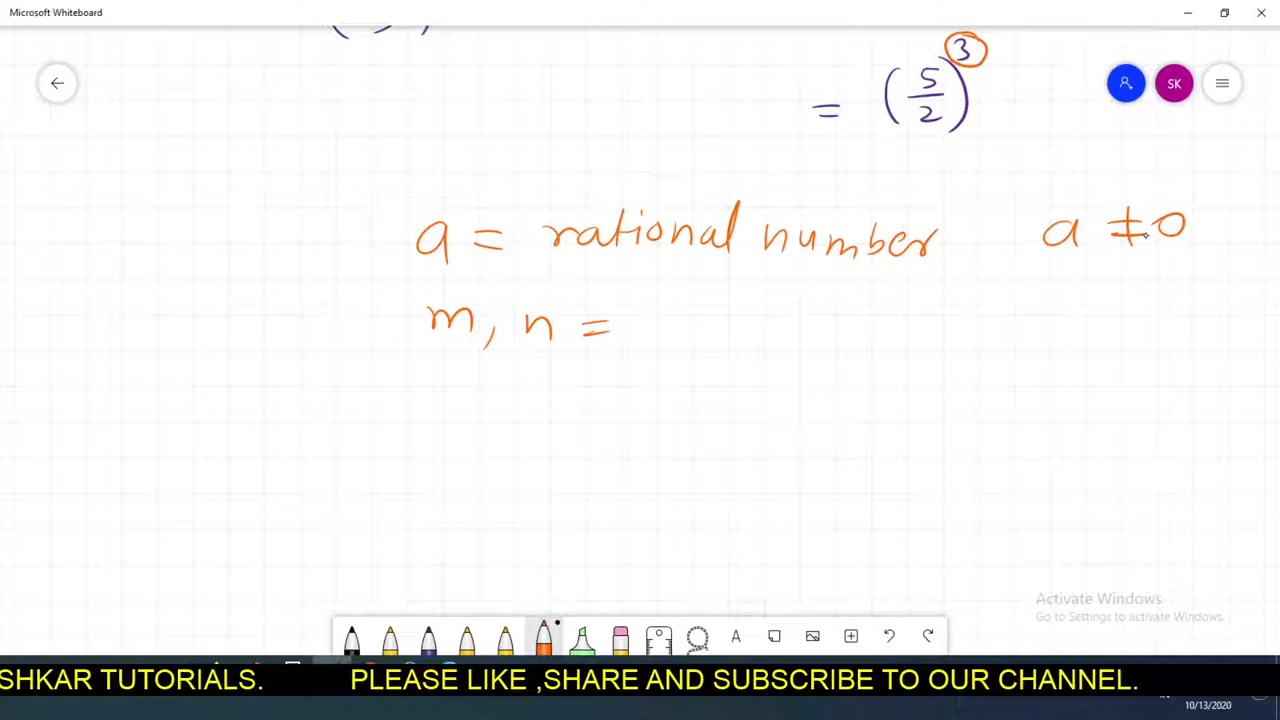 Microsoft Whiteboard
= (5/2)^3
SK
a = rational number a ≠ 0
m, n =
Activate Windows
Go to Settings to activate Windows.
A
SHKAR TUTORIALS. PLEASE LIKE ,SHARE AND SUBSCRIBE TO OUR CHANNEL.
10/13/2020